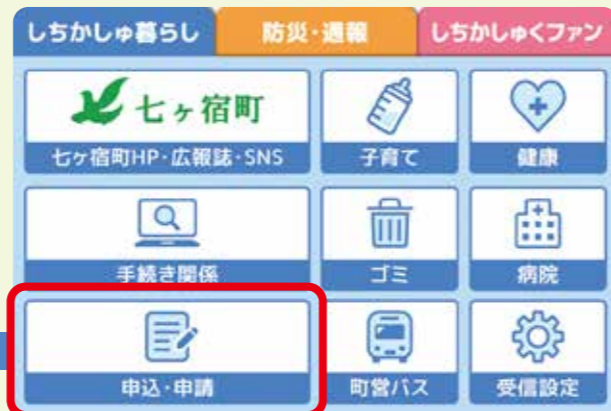 しちかしゅ暮らし 防災・通報 しちかしゅくファン
七ヶ宿町
七ヶ宿町HP・広報誌・SNS 子育て 健康
手続き関係 ゴミ 病院
申込・申請 町営バス 受信設定